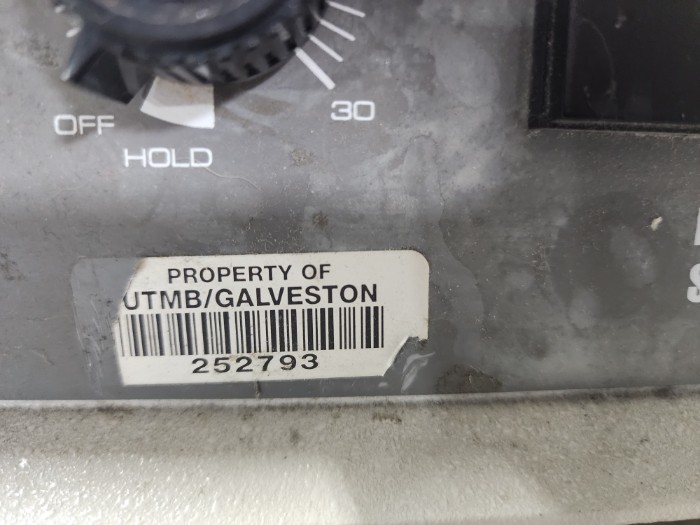 30
OFF
HOLD
PROPERTY OF
UTMB/GALVESTON
252793